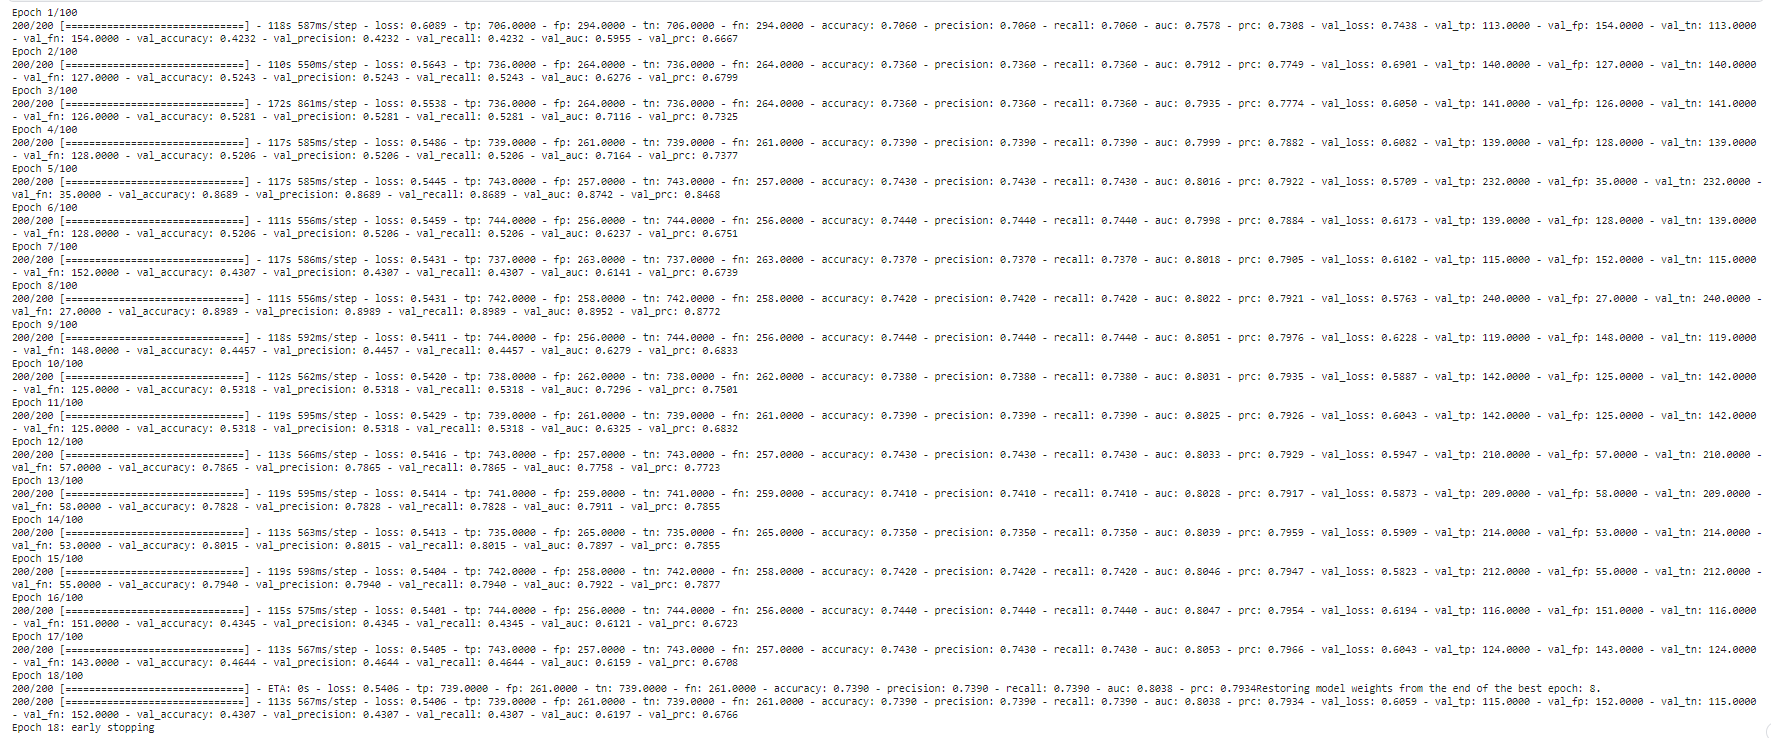 Epoch 1/100
200/200 [==============================] - 118s 587ms/step - loss: 0.6089 - tp: 706.0000 - fp: 294.0000 - tn: 706.0000 - fn: 294.0000 - accuracy: 0.7060 - precision: 0.7060 - recall: 0.7060 - auc: 0.7578 - prc: 0.7308 - val_loss: 0.7438 - val_tp: 113.0000 - val_fp: 154.0000 - val_tn: 113.0000
- val_fn: 154.0000 - val_accuracy: 0.4232 - val_precision: 0.4232 - val_recall: 0.4232 - val_auc: 0.5955 - val_prc: 0.6667
Epoch 2/100
200/200 [==============================] - 110s 550ms/step - loss: 0.5643 - tp: 736.0000 - fp: 264.0000 - tn: 736.0000 - fn: 264.0000 - accuracy: 0.7360 - precision: 0.7360 - recall: 0.7360 - auc: 0.7912 - prc: 0.7749 - val_loss: 0.6901 - val_tp: 140.0000 - val_fp: 127.0000 - val_tn: 140.0000
- val_fn: 127.0000 - val_accuracy: 0.5243 - val_precision: 0.5243 - val_recall: 0.5243 - val_auc: 0.6276 - val_prc: 0.6799
Epoch 3/100
200/200 [==============================] - 172s 861ms/step - loss: 0.5538 - tp: 736.0000 - fp: 264.0000 - tn: 736.0000 - fn: 264.0000 - accuracy: 0.7360 - precision: 0.7360 - recall: 0.7360 - auc: 0.7935 - prc: 0.7774 - val_loss: 0.6050 - val_tp: 141.0000 - val_fp: 126.0000 - val_tn: 141.0000
- val_fn: 126.0000 - val_accuracy: 0.5281 - val_precision: 0.5281 - val_recall: 0.5281 - val_auc: 0.7116 - val_prc: 0.7325
Epoch 4/100
200/200 [==============================] - 117s 585ms/step - loss: 0.5486 - tp: 739.0000 - fp: 261.0000 - tn: 739.0000 - fn: 261.0000 - accuracy: 0.7390 - precision: 0.7390 - recall: 0.7390 - auc: 0.7999 - prc: 0.7882 - val_loss: 0.6082 - val_tp: 139.0000 - val_fp: 128.0000 - val_tn: 139.0000
- val_fn: 128.0000 - val_accuracy: 0.5206 - val_precision: 0.5206 - val_recall: 0.5206 - val_auc: 0.7164 - val_prc: 0.7377
Epoch 5/100
200/200 [==============================] - 117s 585ms/step - loss: 0.5445 - tp: 743.0000 - fp: 257.0000 - tn: 743.0000 - fn: 257.0000 - accuracy: 0.7430 - precision: 0.7430 - recall: 0.7430 - auc: 0.8016 - prc: 0.7922 - val_loss: 0.5709 - val_tp: 232.0000 - val_fp: 35.0000 - val_tn: 232.0000 -
val_fn: 35.0000 - val_accuracy: 0.8689 - val_precision: 0.8689 - val_recall: 0.8689 - val_auc: 0.8742 - val_prc: 0.8468
Epoch 6/100
200/200 [==============================] - 111s 556ms/step - loss: 0.5459 - tp: 744.0000 - fp: 256.0000 - tn: 744.0000 - fn: 256.0000 - accuracy: 0.7440 - precision: 0.7440 - recall: 0.7440 - auc: 0.7998 - prc: 0.7884 - val_loss: 0.6173 - val_tp: 139.0000 - val_fp: 128.0000 - val_tn: 139.0000
- val_fn: 128.0000 - val_accuracy: 0.5206 - val_precision: 0.5206 - val_recall: 0.5206 - val_auc: 0.6237 - val_prc: 0.6751
Epoch 7/100
200/200 [==============================] - 117s 586ms/step - loss: 0.5431 - tp: 737.0000 - fp: 263.0000 - tn: 737.0000 - fn: 263.0000 - accuracy: 0.7370 - precision: 0.7370 - recall: 0.7370 - auc: 0.8018 - prc: 0.7905 - val_loss: 0.6102 - val_tp: 115.0000 - val_fp: 152.0000 - val_tn: 115.0000
- val_fn: 152.0000 - val_accuracy: 0.4307 - val_precision: 0.4307 - val_recall: 0.4307 - val_auc: 0.6141 - val_prc: 0.6739
Epoch 8/100
200/200 [==============================] - 111s 556ms/step - loss: 0.5431 - tp: 742.0000 - fp: 258.0000 - tn: 742.0000 - fn: 258.0000 - accuracy: 0.7420 - precision: 0.7420 - recall: 0.7420 - auc: 0.8022 - prc: 0.7921 - val_loss: 0.5763 - val_tp: 240.0000 - val_fp: 27.0000 - val_tn: 240.0000 -
val_fn: 27.0000 - val_accuracy: 0.8989 - val_precision: 0.8989 - val_recall: 0.8989 - val_auc: 0.8952 - val_prc: 0.8772
Epoch 9/100
200/200 [==============================] - 118s 592ms/step - loss: 0.5411 - tp: 744.0000 - fp: 256.0000 - tn: 744.0000 - fn: 256.0000 - accuracy: 0.7440 - precision: 0.7440 - recall: 0.7440 - auc: 0.8051 - prc: 0.7976 - val_loss: 0.6228 - val_tp: 119.0000 - val_fp: 148.0000 - val_tn: 119.0000
- val_fn: 148.0000 - val_accuracy: 0.4457 - val_precision: 0.4457 - val_recall: 0.4457 - val_auc: 0.6279 - val_prc: 0.6833
Epoch 10/100
200/200 [==============================] - 112s 562ms/step - loss: 0.5420 - tp: 738.0000 - fp: 262.0000 - tn: 738.0000 - fn: 262.0000 - accuracy: 0.7380 - precision: 0.7380 - recall: 0.7380 - auc: 0.8031 - prc: 0.7935 - val_loss: 0.5887 - val_tp: 142.0000 - val_fp: 125.0000 - val_tn: 142.0000
- val_fn: 125.0000 - val_accuracy: 0.5318 - val_precision: 0.5318 - val_recall: 0.5318 - val_auc: 0.7296 - val_prc: 0.7501
Epoch 11/100
200/200 [==============================] - 119s 595ms/step - loss: 0.5429 - tp: 739.0000 - fp: 261.0000 - tn: 739.0000 - fn: 261.0000 - accuracy: 0.7390 - precision: 0.7390 - recall: 0.7390 - auc: 0.8025 - prc: 0.7926 - val_loss: 0.6043 - val_tp: 142.0000 - val_fp: 125.0000 - val_tn: 142.0000
- val_fn: 125.0000 - val_accuracy: 0.5318 - val_precision: 0.5318 - val_recall: 0.5318 - val_auc: 0.6325 - val_prc: 0.6832
Epoch 12/100
200/200 [==============================] - 113s 566ms/step - loss: 0.5416 - tp: 743.0000 - fp: 257.0000 - tn: 743.0000 - fn: 257.0000 - accuracy: 0.7430 - precision: 0.7430 - recall: 0.7430 - auc: 0.8033 - prc: 0.7929 - val_loss: 0.5947 - val_tp: 210.0000 - val_fp: 57.0000 - val_tn: 210.0000 -
val_fn: 57.0000 - val_accuracy: 0.7865 - val_precision: 0.7865 - val_recall: 0.7865 - val_auc: 0.7758 - val_prc: 0.7723
Epoch 13/100
200/200 [==============================] - 119s 595ms/step - loss: 0.5414 - tp: 741.0000 - fp: 259.0000 - tn: 741.0000 - fn: 259.0000 - accuracy: 0.7410 - precision: 0.7410 - recall: 0.7410 - auc: 0.8028 - prc: 0.7917 - val_loss: 0.5873 - val_tp: 209.0000 - val_fp: 58.0000 - val_tn: 209.0000 -
val_fn: 58.0000 - val_accuracy: 0.7828 - val_precision: 0.7828 - val_recall: 0.7828 - val_auc: 0.7911 - val_prc: 0.7855
Epoch 14/100
200/200 [==============================] - 113s 563ms/step - loss: 0.5413 - tp: 735.0000 - fp: 265.0000 - tn: 735.0000 - fn: 265.0000 - accuracy: 0.7350 - precision: 0.7350 - recall: 0.7350 - auc: 0.8039 - prc: 0.7959 - val_loss: 0.5909 - val_tp: 214.0000 - val_fp: 53.0000 - val_tn: 214.0000 -
val_fn: 53.0000 - val_accuracy: 0.8015 - val_precision: 0.8015 - val_recall: 0.8015 - val_auc: 0.7897 - val_prc: 0.7855
Epoch 15/100
200/200 [==============================] - 119s 598ms/step - loss: 0.5404 - tp: 742.0000 - fp: 258.0000 - tn: 742.0000 - fn: 258.0000 - accuracy: 0.7420 - precision: 0.7420 - recall: 0.7420 - auc: 0.8046 - prc: 0.7947 - val_loss: 0.5823 - val_tp: 212.0000 - val_fp: 55.0000 - val_tn: 212.0000 -
val_fn: 55.0000 - val_accuracy: 0.7940 - val_precision: 0.7940 - val_recall: 0.7940 - val_auc: 0.7922 - val_prc: 0.7877
Epoch 16/100
200/200 [==============================] - 115s 575ms/step - loss: 0.5401 - tp: 744.0000 - fp: 256.0000 - tn: 744.0000 - fn: 256.0000 - accuracy: 0.7440 - precision: 0.7440 - recall: 0.7440 - auc: 0.8047 - prc: 0.7954 - val_loss: 0.6194 - val_tp: 116.0000 - val_fp: 151.0000 - val_tn: 116.0000
- val_fn: 151.0000 - val_accuracy: 0.4345 - val_precision: 0.4345 - val_recall: 0.4345 - val_auc: 0.6121 - val_prc: 0.6723
Epoch 17/100
200/200 [==============================] - 113s 567ms/step - loss: 0.5405 - tp: 743.0000 - fp: 257.0000 - tn: 743.0000 - fn: 257.0000 - accuracy: 0.7430 - precision: 0.7430 - recall: 0.7430 - auc: 0.8053 - prc: 0.7966 - val_loss: 0.6043 - val_tp: 124.0000 - val_fp: 143.0000 - val_tn: 124.0000
- val_fn: 143.0000 - val_accuracy: 0.4644 - val_precision: 0.4644 - val_recall: 0.4644 - val_auc: 0.6159 - val_prc: 0.6708
Epoch 18/100
200/200 [==============================] - ETA: 0s - loss: 0.5406 - tp: 739.0000 - fp: 261.0000 - tn: 739.0000 - fn: 261.0000 - accuracy: 0.7390 - precision: 0.7390 - recall: 0.7390 - auc: 0.8038 - prc: 0.7934Restoring model weights from the end of the best epoch: 8.
200/200 [==============================] - 113s 567ms/step - loss: 0.5406 - tp: 739.0000 - fp: 261.0000 - tn: 739.0000 - fn: 261.0000 - accuracy: 0.7390 - precision: 0.7390 - recall: 0.7390 - auc: 0.8038 - prc: 0.7934 - val_loss: 0.6059 - val_tp: 115.0000 - val_fp: 152.0000 - val_tn: 115.0000
- val_fn: 152.0000 - val_accuracy: 0.4307 - val_precision: 0.4307 - val_recall: 0.4307 - val_auc: 0.6197 - val_prc: 0.6766
Epoch 18: early stopping